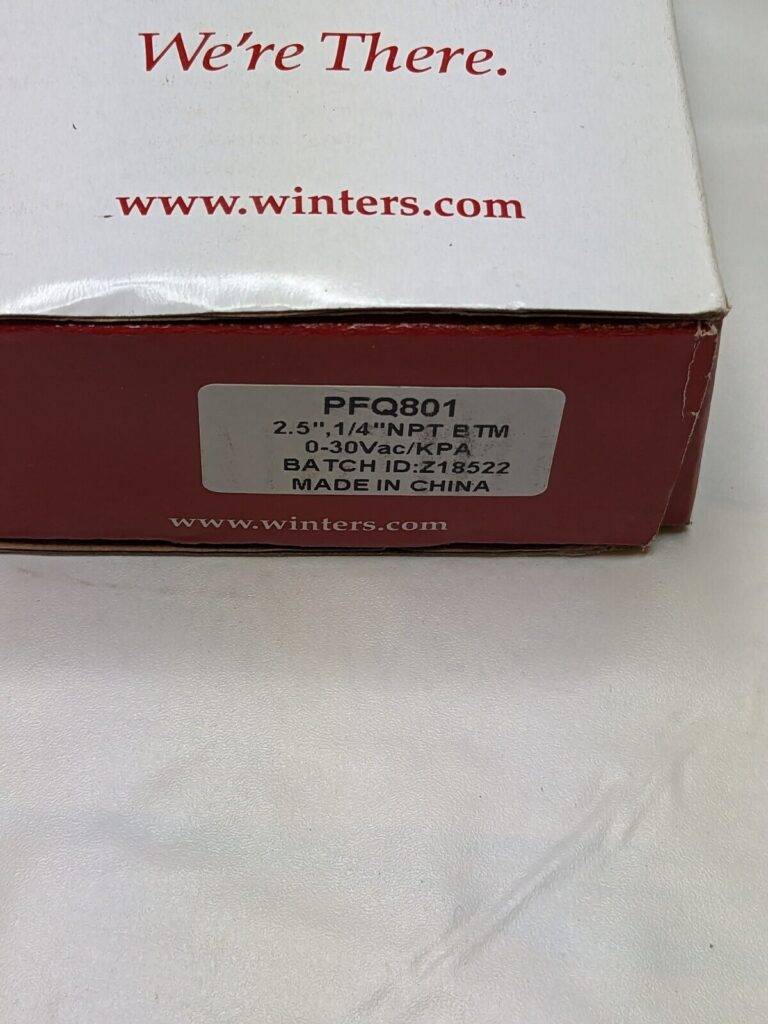 We're There.
www.winters.com
PFQ801
2.5",1/4"NPT BTM
0-30Vac/KPA
BATCH ID:Z18522
MADE IN CHINA
www.winters.com